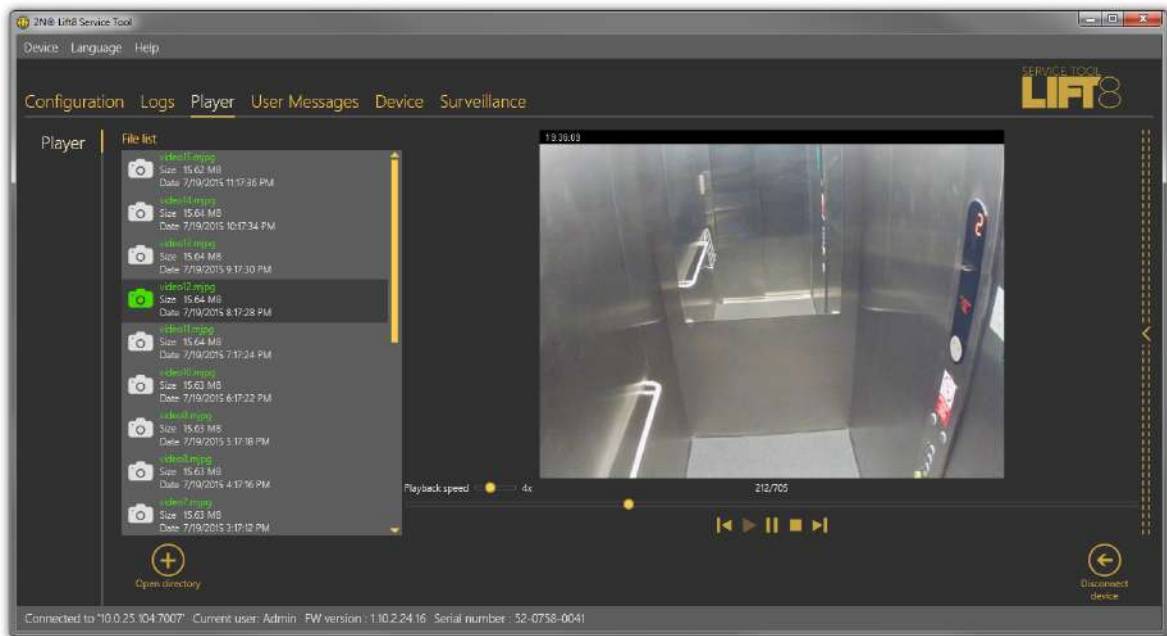 2N® Lift8 Service Tool
Device Language Help
SERVICE TOOL
LIFT8
Configuration Logs Player User Messages Device Surveillance
Player
File list
video15.mjpg
Size 15.62 MB
Date 7/19/2015 11:17:36 PM
video14.mjpg
Size 15.64 MB
Date 7/19/2015 10:17:34 PM
video13.mjpg
Size 15.64 MB
Date 7/19/2015 9:17:30 PM
video12.mjpg
Size 15.64 MB
Date 7/19/2015 8:17:28 PM
video11.mjpg
Size 15.64 MB
Date 7/19/2015 7:17:24 PM
video10.mjpg
Size 15.63 MB
Date 7/19/2015 6:17:22 PM
Size 15.63 MB
Date 7/19/2015 5:17:18 PM
Size 15.63 MB
Date 7/19/2015 4:17:16 PM
video7.mjpg
Size 15.63 MB
Date 7/19/2015 3:17:12 PM
19:36:09
2
Playback speed 4x
212/705
Open directory
Disconnect
device
Connected to "10.0.25.104:7007" Current user: Admin FW version : 1.10.2.24.16 Serial number : 52-0758-0041